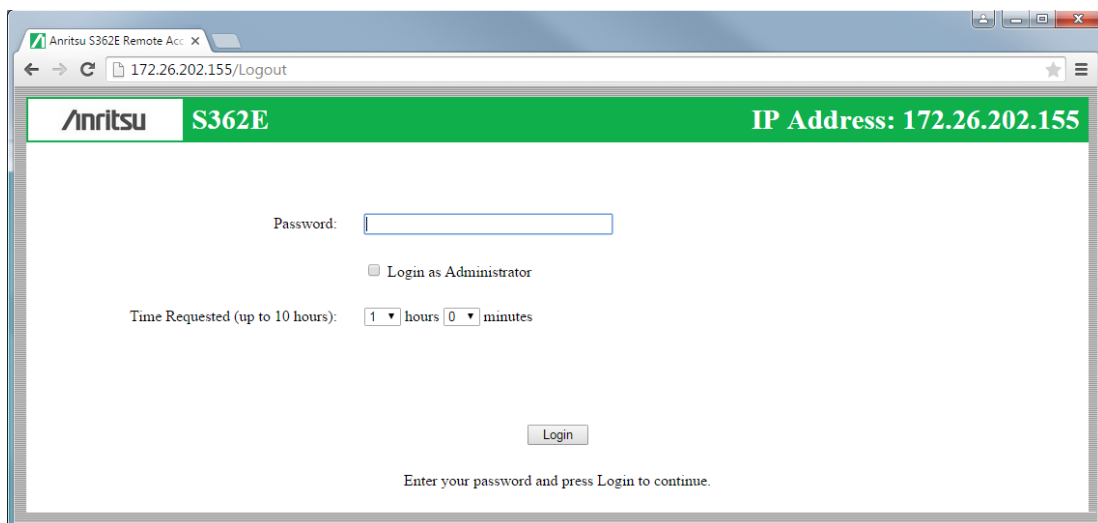 Anritsu S362E Remote Acc
172.26.202.155/Logout
Anritsu S362E IP Address: 172.26.202.155
Password:
Login as Administrator
Time Requested (up to 10 hours): 1 hours 0 minutes
Login
Enter your password and press Login to continue.